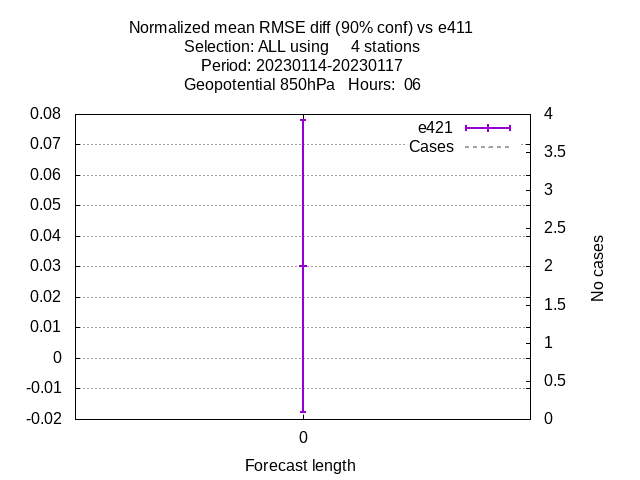 Normalized mean RMSE diff (90% conf) vs e411
Selection: ALL using     4 stations
Period: 20230114-20230117
Geopotential 850hPa   Hours:  06
0.08
0.07
0.06
0.05
0.04
0.03
0.02
0.01
0
-0.01
-0.02
e421
Cases
4
3.5
3
2.5
2
1.5
1
0.5
0
No cases
0
Forecast length